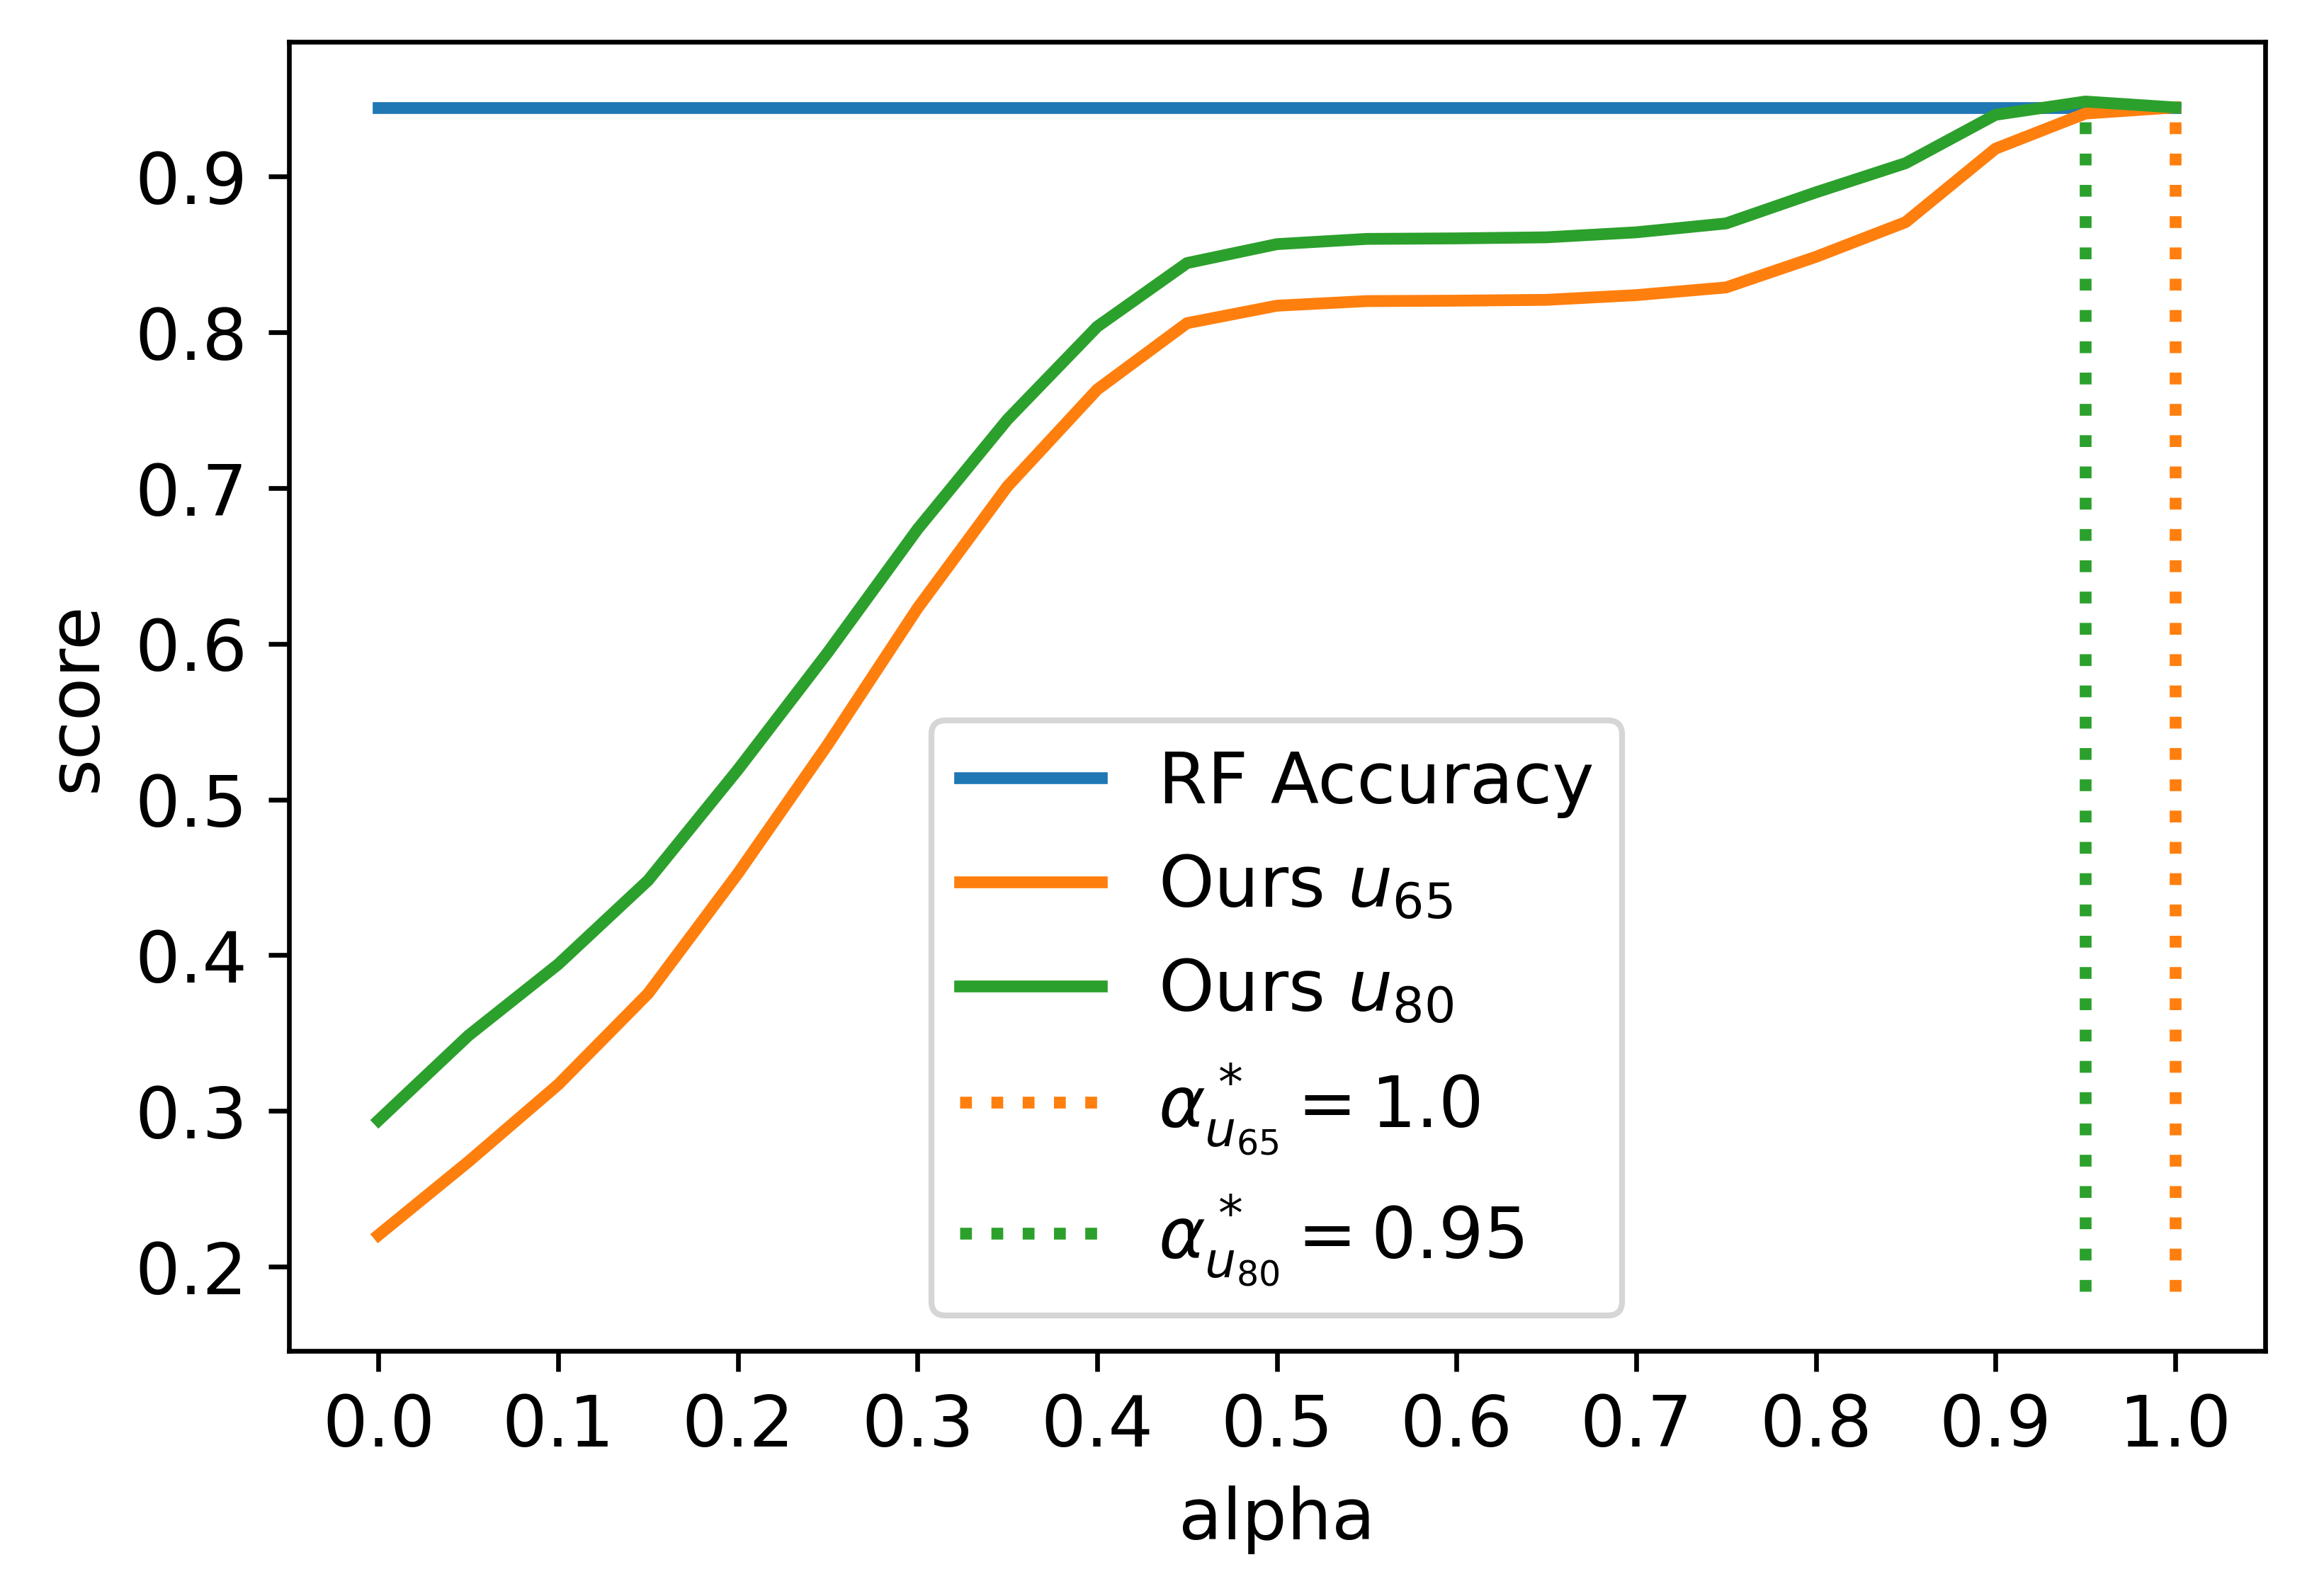 0.9
0.8
0.7
0.6
0.5
0.4
0.3
0.2
score
RF Accuracy
Ours u₆₅
Ours u₈₀
α*_{u₆₅} = 1.0
α*_{u₈₀} = 0.95
0.0 0.1 0.2 0.3 0.4 0.5 0.6 0.7 0.8 0.9 1.0
alpha